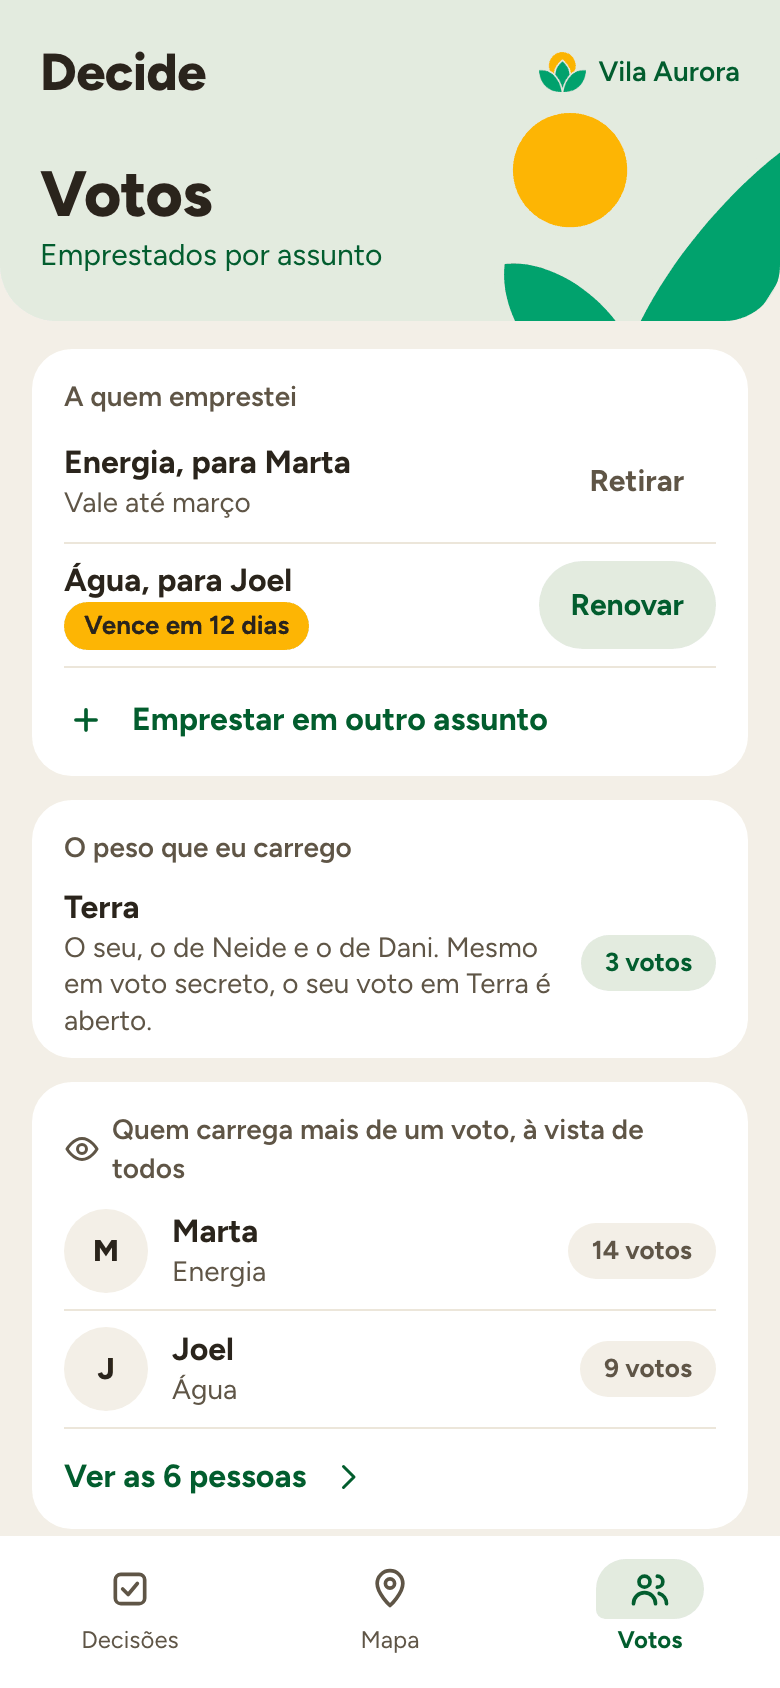 Decide
Vila Aurora
Votos
Emprestados por assunto
A quem emprestei
Energia, para Marta
Vale até março
Retirar
Água, para Joel
Vence em 12 dias
Renovar
Emprestar em outro assunto
O peso que eu carrego
Terra
O seu, o de Neide e o de Dani. Mesmo
em voto secreto, o seu voto em Terra é
aberto.
3 votos
Quem carrega mais de um voto, à vista de
todos
M
Marta
Energia
14 votos
J
Joel
Água
9 votos
Ver as 6 pessoas
Decisões
Mapa
Votos